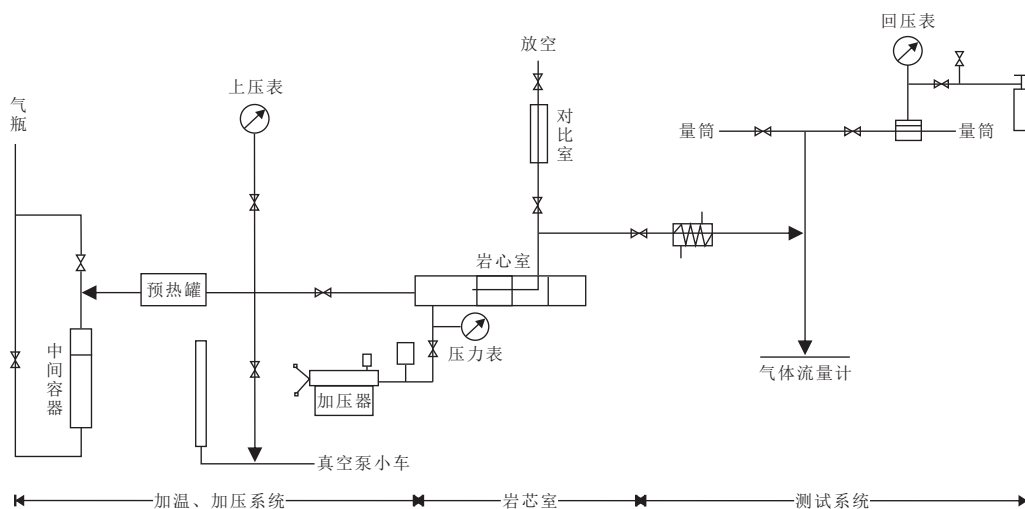 回压表
放空
上压表
气瓶
对比室
量筒
量筒
岩心室
预热罐
中间容器
压力表
气体流量计
加压器
真空泵小车
加温、加压系统
岩芯室
测试系统